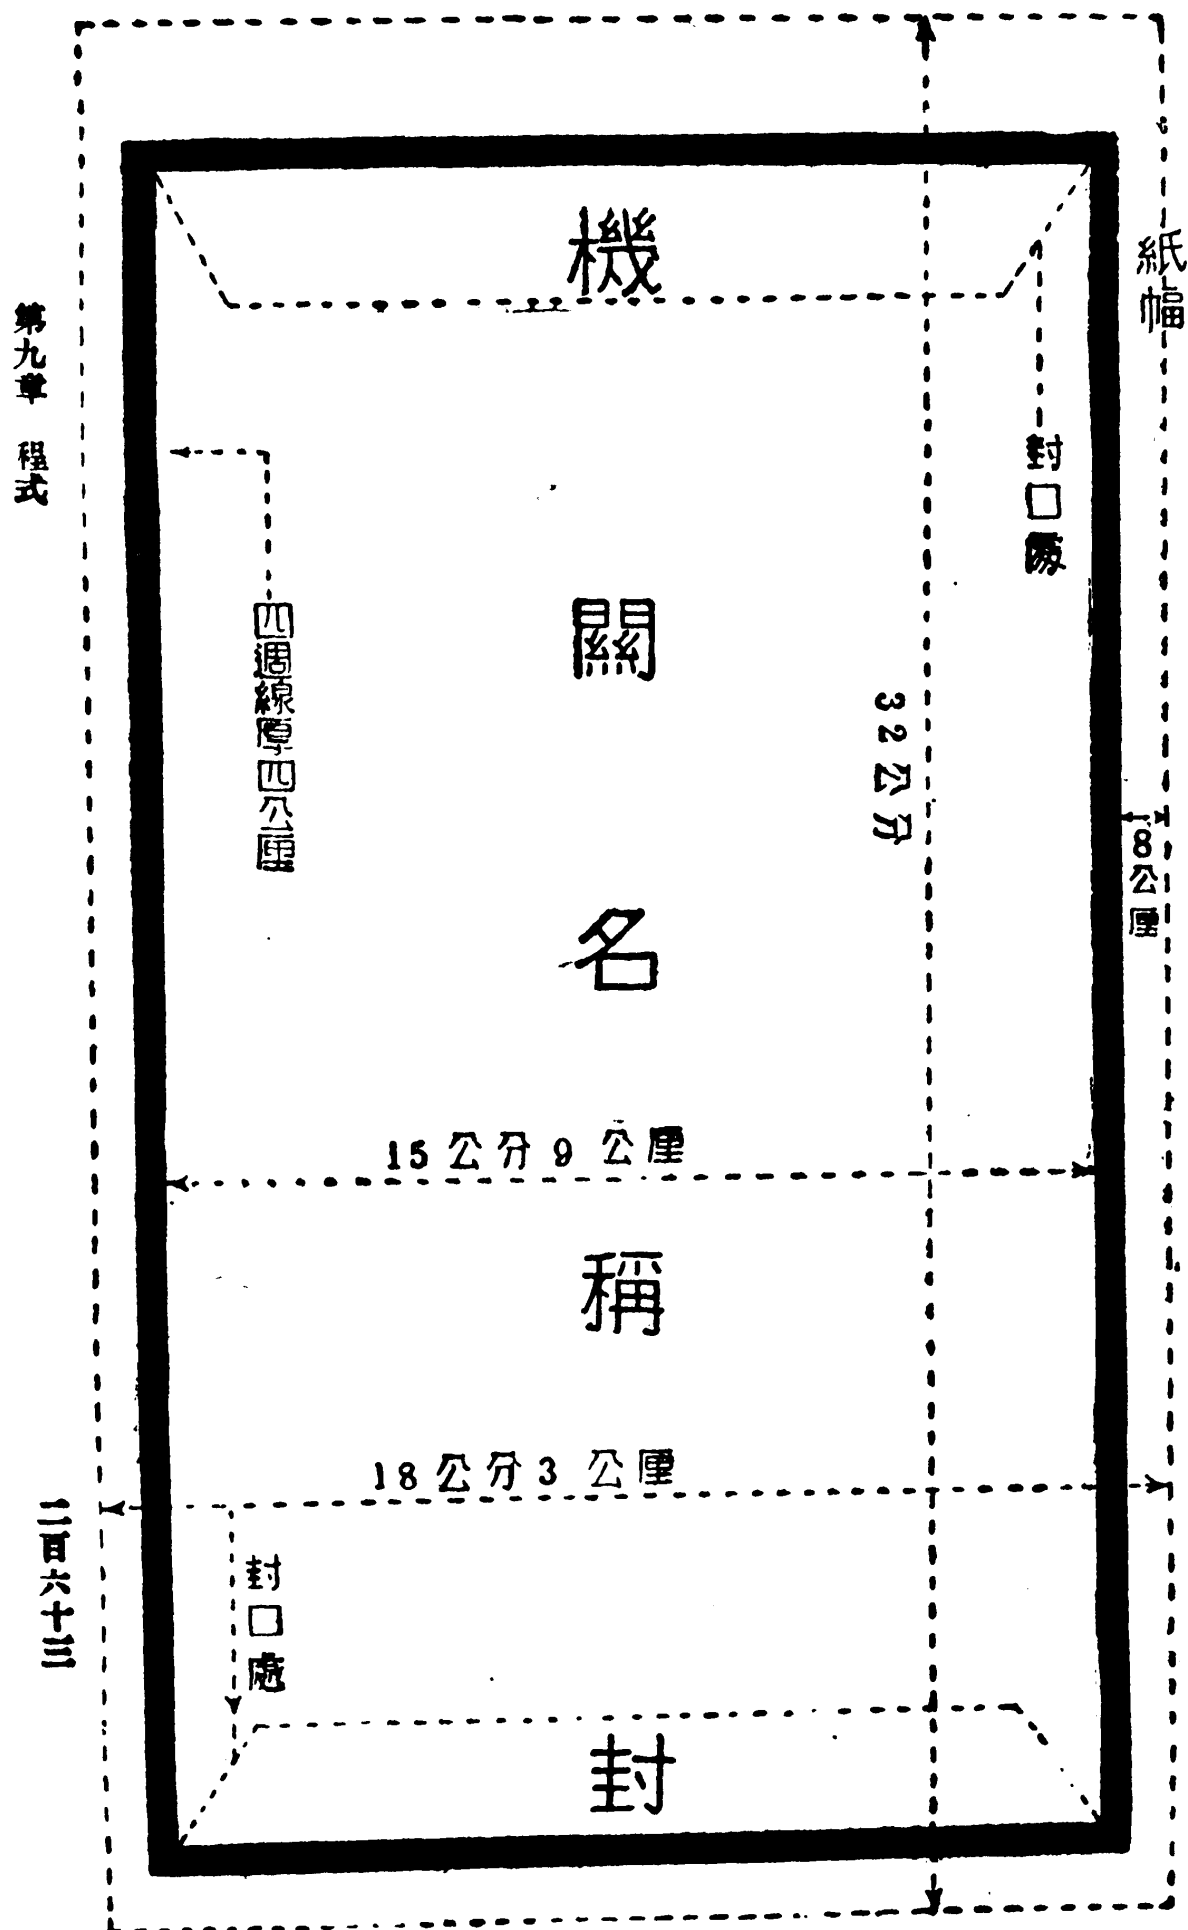 紙幅
封口處
8公厘
32公分
機關名稱封
15公分9公厘
18公分3公厘
四週線厚四公厘
封口處
第九章 程式
二百六十三